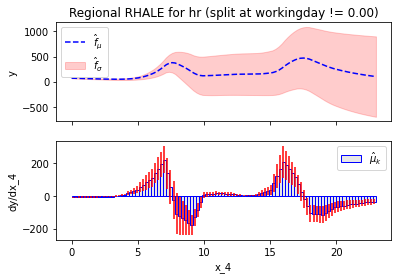 Regional RHALE for hr (split at workingday != 0.00)
1000
500
0
−500
y
f̂_μ
f̂_σ
200
0
−200
dy/dx_4
μ̂_k
0
5
10
15
20
x_4